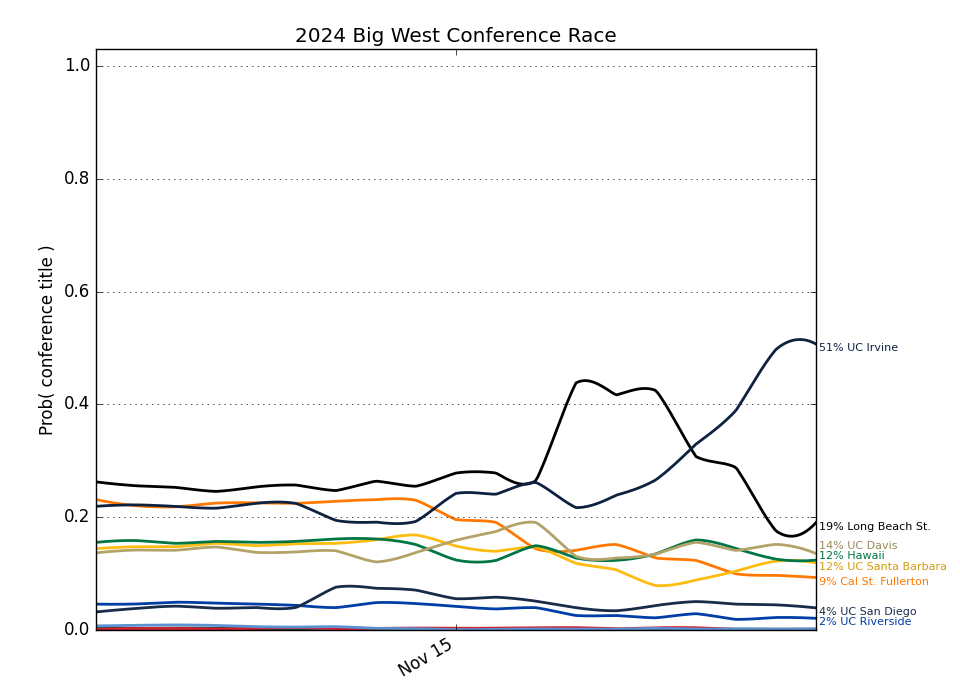 2024 Big West Conference Race
Prob( conference title )
1.0
0.8
0.6
0.4
0.2
0.0
Nov 15
51% UC Irvine
19% Long Beach St.
14% UC Davis
12% Hawaii
12% UC Santa Barbara
9% Cal St. Fullerton
4% UC San Diego
2% UC Riverside